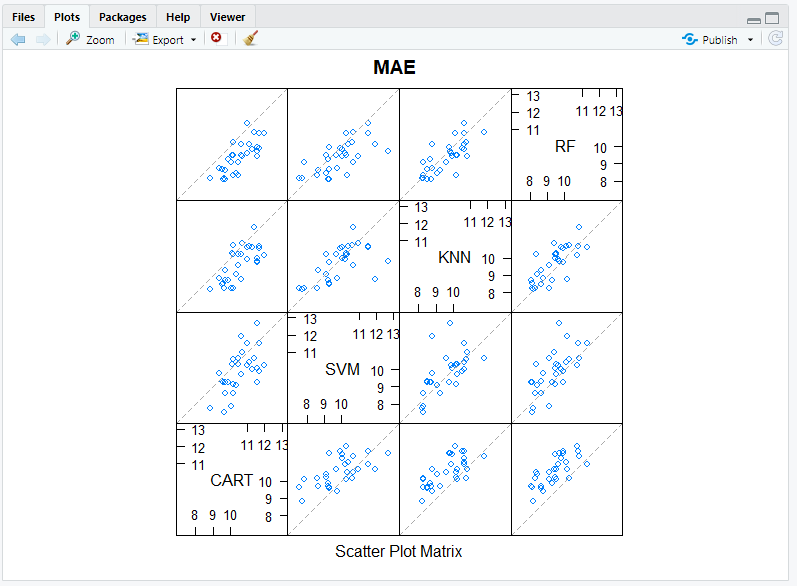 Files Plots Packages Help Viewer
Zoom Export Publish
MAE
13 11 12 13
12
11
RF 10
9
8 9 10 8
13 11 12 13
12
11
KNN 10
9
8 9 10 8
13 11 12 13
12
11
SVM 10
9
8 9 10 8
13 11 12 13
12
11
CART 10
9
8 9 10 8
Scatter Plot Matrix